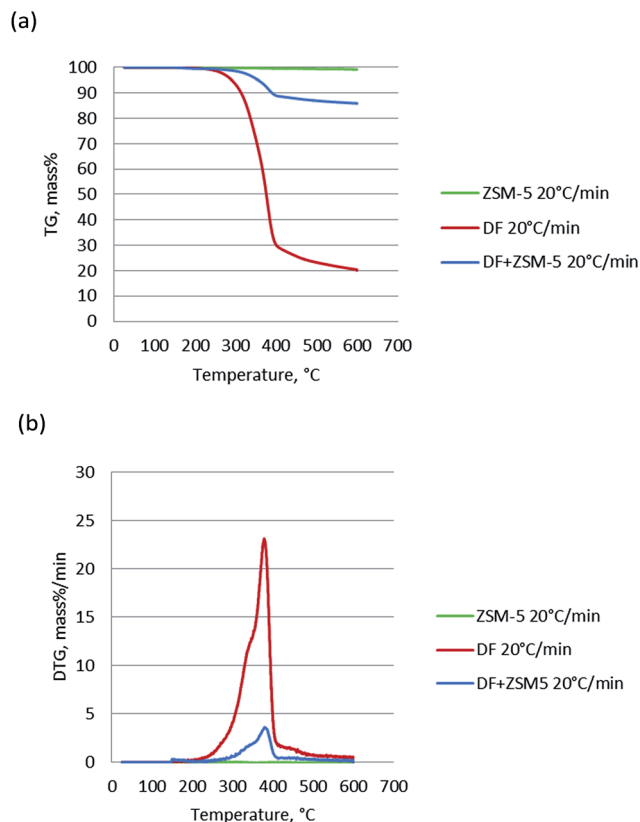 (a)
100
90
80
70
60
50
40
30
20
10
0
TG, mass%
0 100 200 300 400 500 600 700
Temperature, °C
ZSM-5 20°C/min
DF 20°C/min
DF+ZSM-5 20°C/min
(b)
30
25
20
15
10
5
0
DTG, mass%/min
0 100 200 300 400 500 600 700
Temperature, °C
ZSM-5 20°C/min
DF 20°C/min
DF+ZSM5 20°C/min